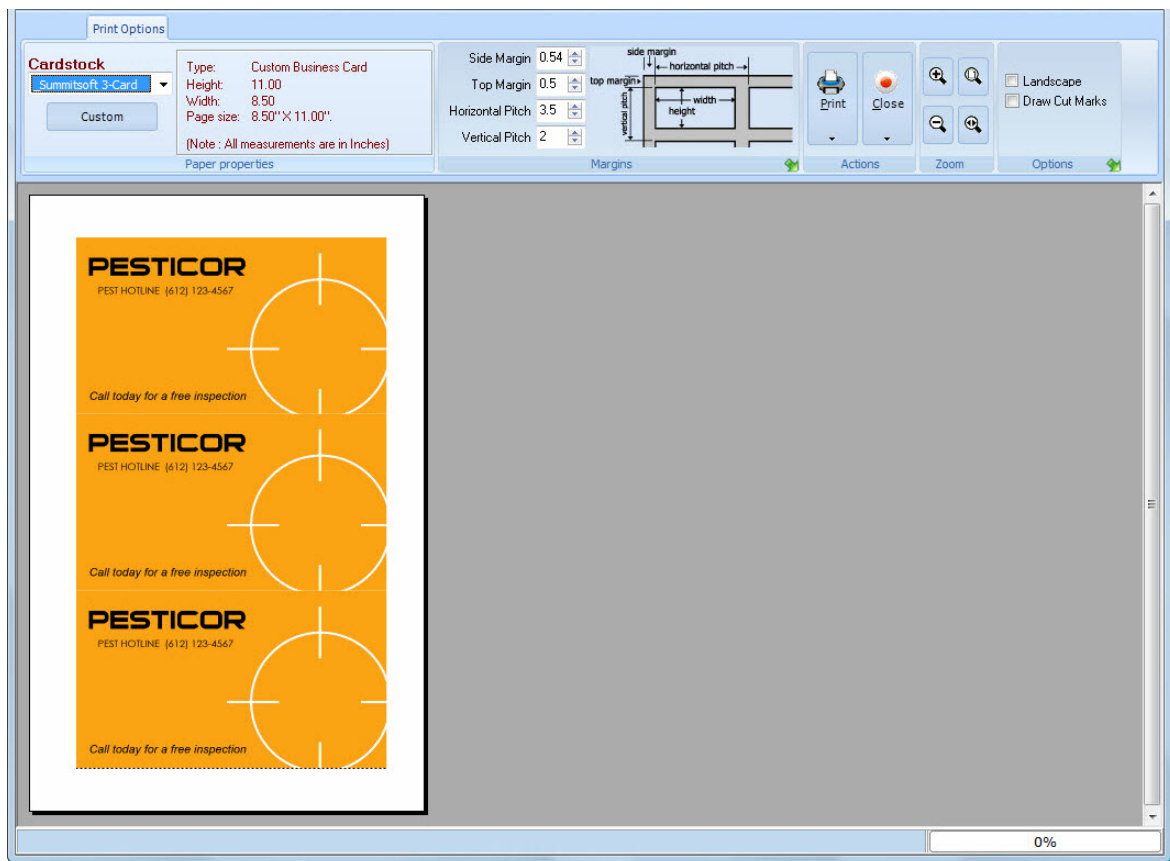 Print Options
Cardstock
Summitsoft 3-Card
Custom
Type: Custom Business Card
Height: 11.00
Width: 8.50
Page size: 8.50" X 11.00".
(Note : All measurements are in Inches)
Paper properties
Side Margin 0.54
Top Margin 0.5
Horizontal Pitch 3.5
Vertical Pitch 2
side margin
horizontal pitch
top margin
width
height
vertical pitch
Margins
Print
Close
Actions
Zoom
Landscape
Draw Cut Marks
Options
PESTICOR
PEST HOTLINE (612) 123-4567
Call today for a free inspection
PESTICOR
PEST HOTLINE (612) 123-4567
Call today for a free inspection
PESTICOR
PEST HOTLINE (612) 123-4567
Call today for a free inspection
0%